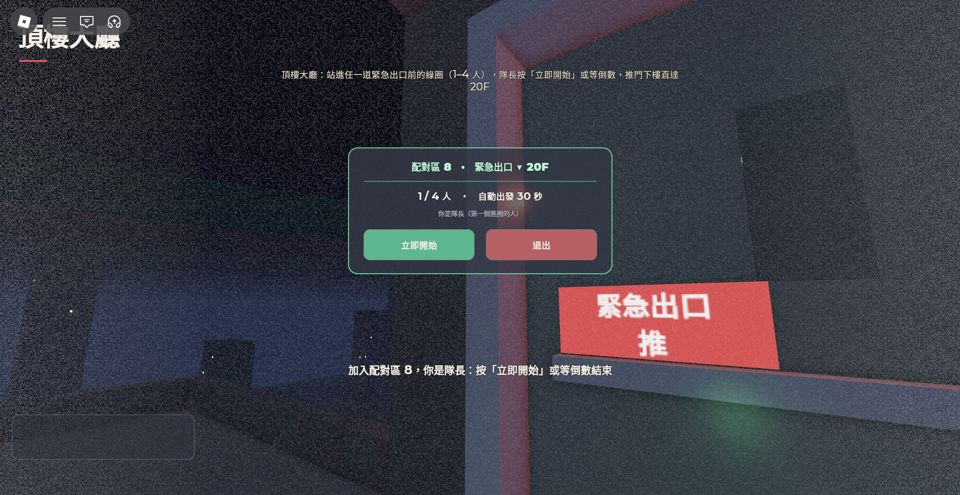 頂樓大廳
頂樓大廳：站進任一道緊急出口前的綠圈（1–4 人），隊長按「立即開始」或等倒數，推門下樓直達
20F
配對區 8 • 緊急出口 ▼ 20F
1 / 4 人 • 自動出發 30 秒
你是隊長（第一個進圈的人）
立即開始 退出
緊急出口
推
加入配對區 8，你是隊長：按「立即開始」或等倒數結束